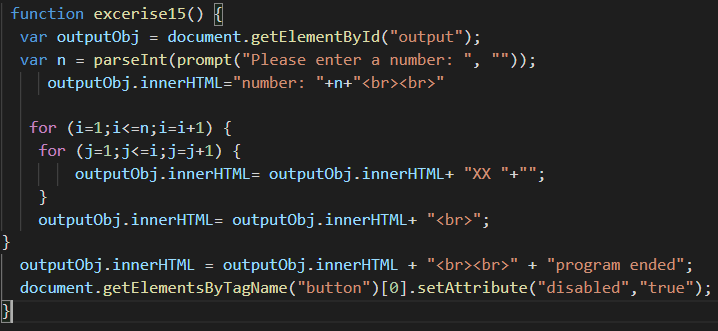 function excerise15() {
var outputObj = document.getElementById("output");
var n = parseInt(prompt("Please enter a number: ", ""));
outputObj.innerHTML="number: "+n+"<br><br>"
for (i=1;i<=n;i=i+1) {
for (j=1;j<=i;j=j+1) {
outputObj.innerHTML= outputObj.innerHTML+ "XX "+"";
}
outputObj.innerHTML= outputObj.innerHTML+ "<br>";
}
outputObj.innerHTML = outputObj.innerHTML + "<br><br>" + "program ended";
document.getElementsByTagName("button")[0].setAttribute("disabled","true");
}